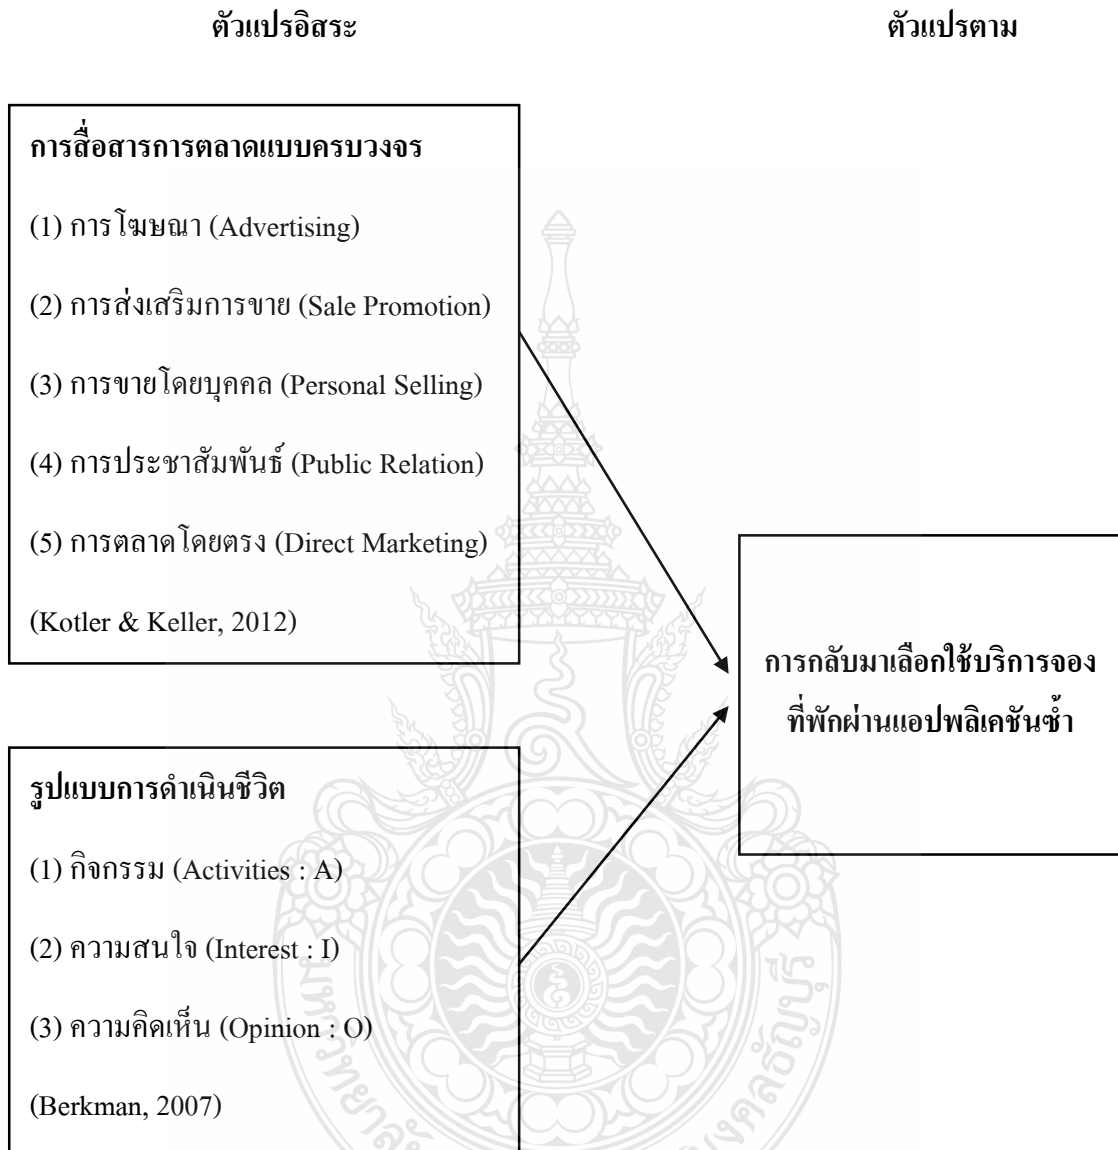 ตัวแปรอิสระ
ตัวแปรตาม
การสื่อสารการตลาดแบบครบวงจร
(1) การโฆษณา (Advertising)
(2) การส่งเสริมการขาย (Sale Promotion)
(3) การขายโดยบุคคล (Personal Selling)
(4) การประชาสัมพันธ์ (Public Relation)
(5) การตลาดโดยตรง (Direct Marketing)
(Kotler & Keller, 2012)
การกลับมาเลือกใช้บริการจอง
ที่พักผ่านแอปพลิเคชันซ้ำ
รูปแบบการดำเนินชีวิต
(1) กิจกรรม (Activities : A)
(2) ความสนใจ (Interest : I)
(3) ความคิดเห็น (Opinion : O)
(Berkman, 2007)